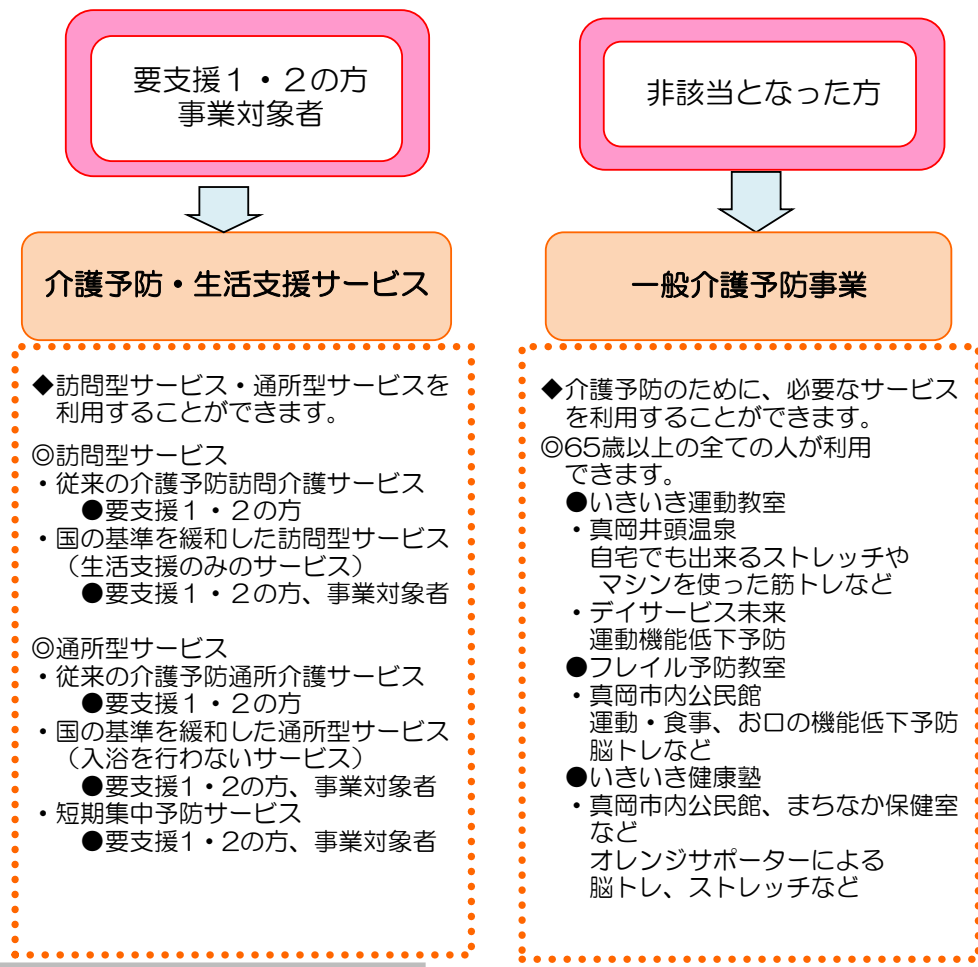 要支援1・2の方
事業対象者
介護予防・生活支援サービス
◆訪問型サービス・通所型サービスを
利用することができます。
◎訪問型サービス
・従来の介護予防訪問介護サービス
●要支援1・2の方
・国の基準を緩和した訪問型サービス
（生活支援のみのサービス）
●要支援1・2の方、事業対象者
◎通所型サービス
・従来の介護予防通所介護サービス
●要支援1・2の方
・国の基準を緩和した通所型サービス
（入浴を行わないサービス）
●要支援1・2の方、事業対象者
・短期集中予防サービス
●要支援1・2の方、事業対象者
非該当となった方
一般介護予防事業
◆介護予防のために、必要なサービス
を利用することができます。
◎65歳以上の全ての人が利用
できます。
●いきいき運動教室
・真岡井頭温泉
自宅でも出来るストレッチや
マシンを使った筋トレなど
・デイサービス未来
運動機能低下予防
●フレイル予防教室
・真岡市内公民館
運動・食事、お口の機能低下予防
脳トレなど
●いきいき健康塾
・真岡市内公民館、まちなか保健室
など
オレンジサポーターによる
脳トレ、ストレッチなど